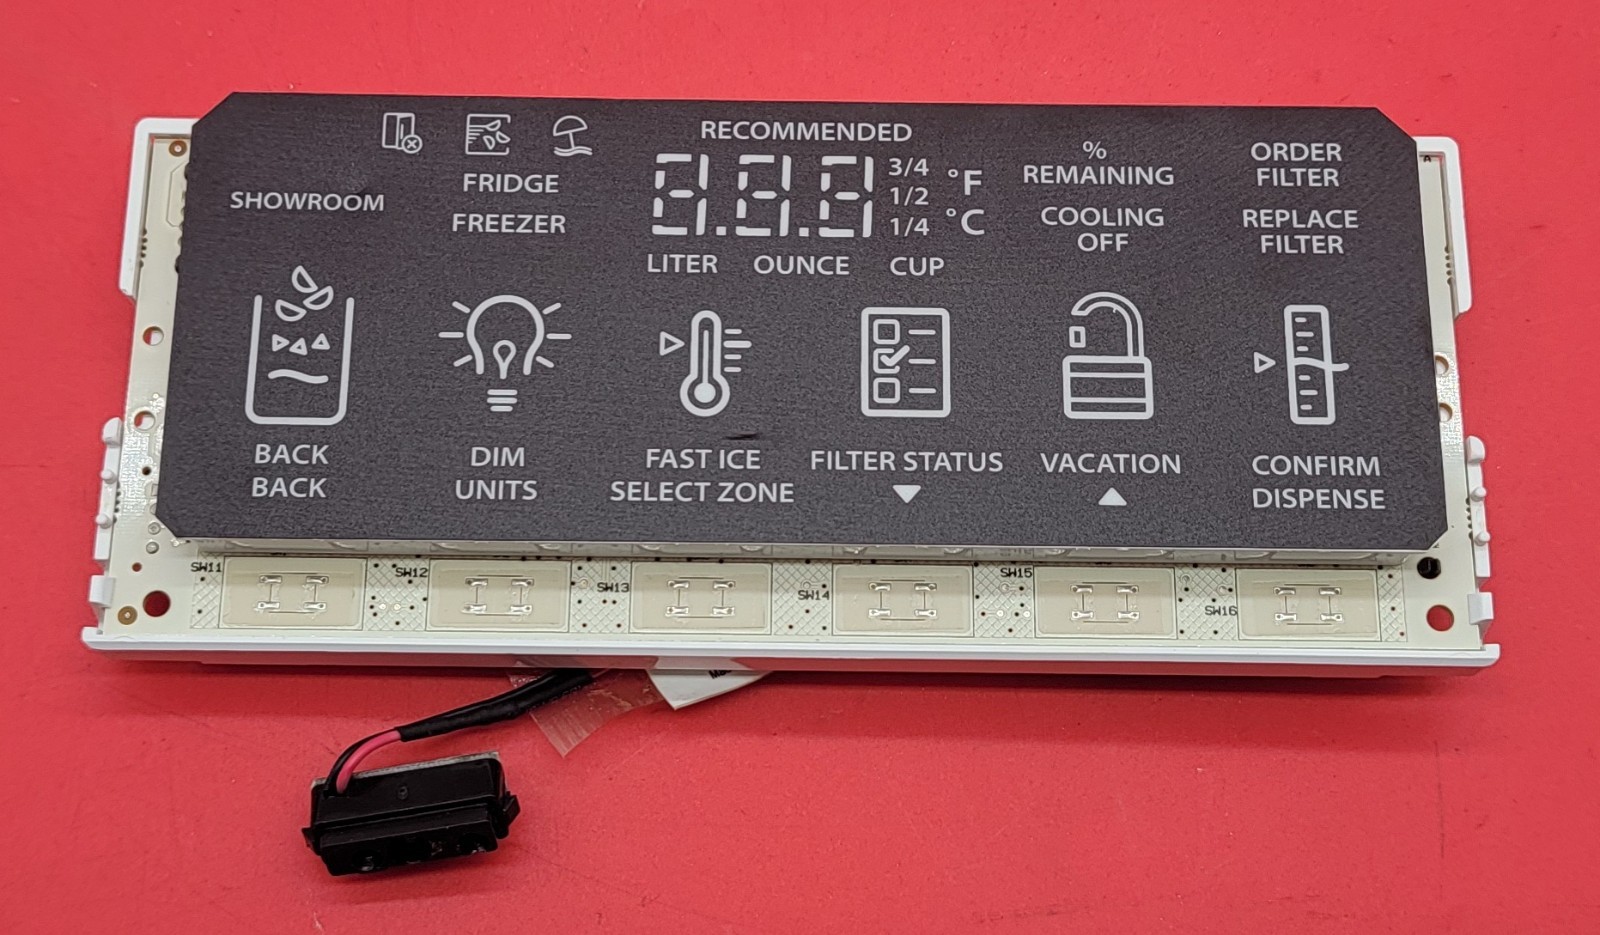 RECOMMENDED
SHOWROOM
FRIDGE
FREEZER
8.8.8
3/4
1/2
1/4
°F
°C
LITER OUNCE CUP
%
REMAINING
COOLING
OFF
ORDER
FILTER
REPLACE
FILTER
BACK
BACK
DIM
UNITS
FAST ICE
SELECT ZONE
FILTER STATUS
VACATION
CONFIRM
DISPENSE
SW11
SW12
SW13
SW14
SW15
SW16